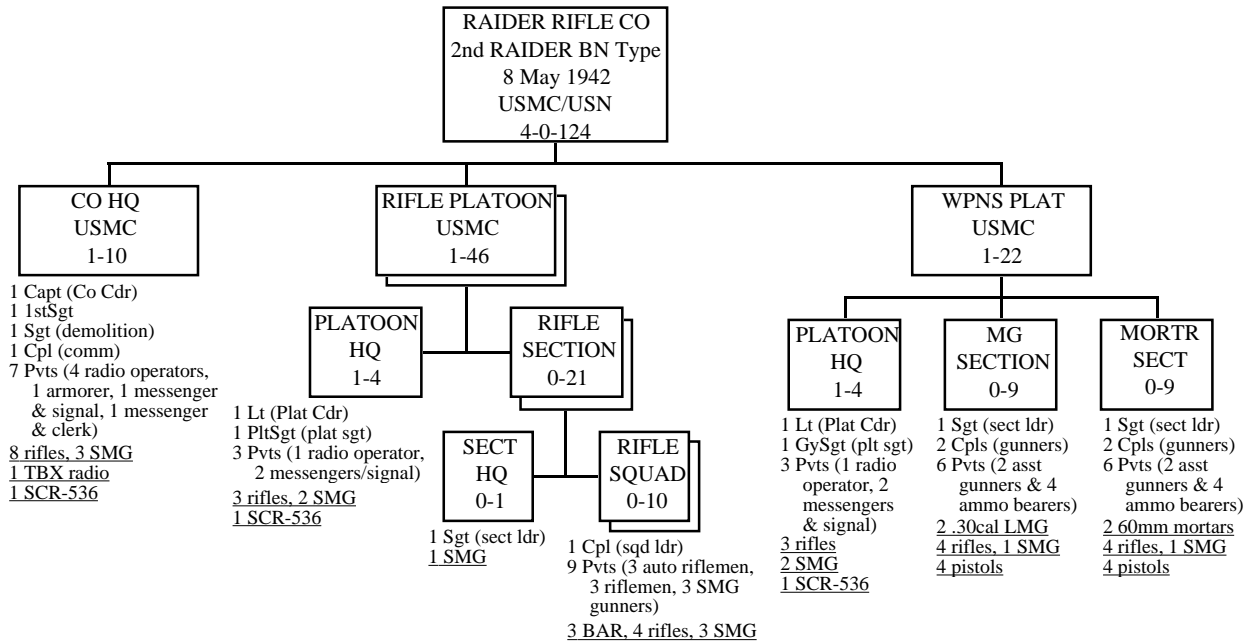 RAIDER RIFLE CO
2nd RAIDER BN Type
8 May 1942
USMC/USN
4-0-124
CO HQ
USMC
1-10
1 Capt (Co Cdr)
1 1stSgt
1 Sgt (demolition)
1 Cpl (comm)
7 Pvts (4 radio operators,
1 armorer, 1 messenger
& signal, 1 messenger
& clerk)
8 rifles, 3 SMG
1 TBX radio
1 SCR-536
RIFLE PLATOON
USMC
1-46
PLATOON
HQ
1-4
1 Lt (Plat Cdr)
1 PltSgt (plat sgt)
3 Pvts (1 radio operator,
2 messengers/signal)
3 rifles, 2 SMG
1 SCR-536
RIFLE
SECTION
0-21
SECT
HQ
0-1
1 Sgt (sect ldr)
1 SMG
RIFLE
SQUAD
0-10
1 Cpl (sqd ldr)
9 Pvts (3 auto riflemen,
3 riflemen, 3 SMG
gunners)
3 BAR, 4 rifles, 3 SMG
WPNS PLAT
USMC
1-22
PLATOON
HQ
1-4
1 Lt (Plat Cdr)
1 GySgt (plt sgt)
3 Pvts (1 radio
operator, 2
messengers
& signal)
3 rifles
2 SMG
1 SCR-536
MG
SECTION
0-9
1 Sgt (sect ldr)
2 Cpls (gunners)
6 Pvts (2 asst
gunners & 4
ammo bearers)
2 .30cal LMG
4 rifles, 1 SMG
4 pistols
MORTR
SECT
0-9
1 Sgt (sect ldr)
2 Cpls (gunners)
6 Pvts (2 asst
gunners & 4
ammo bearers)
2 60mm mortars
4 rifles, 1 SMG
4 pistols